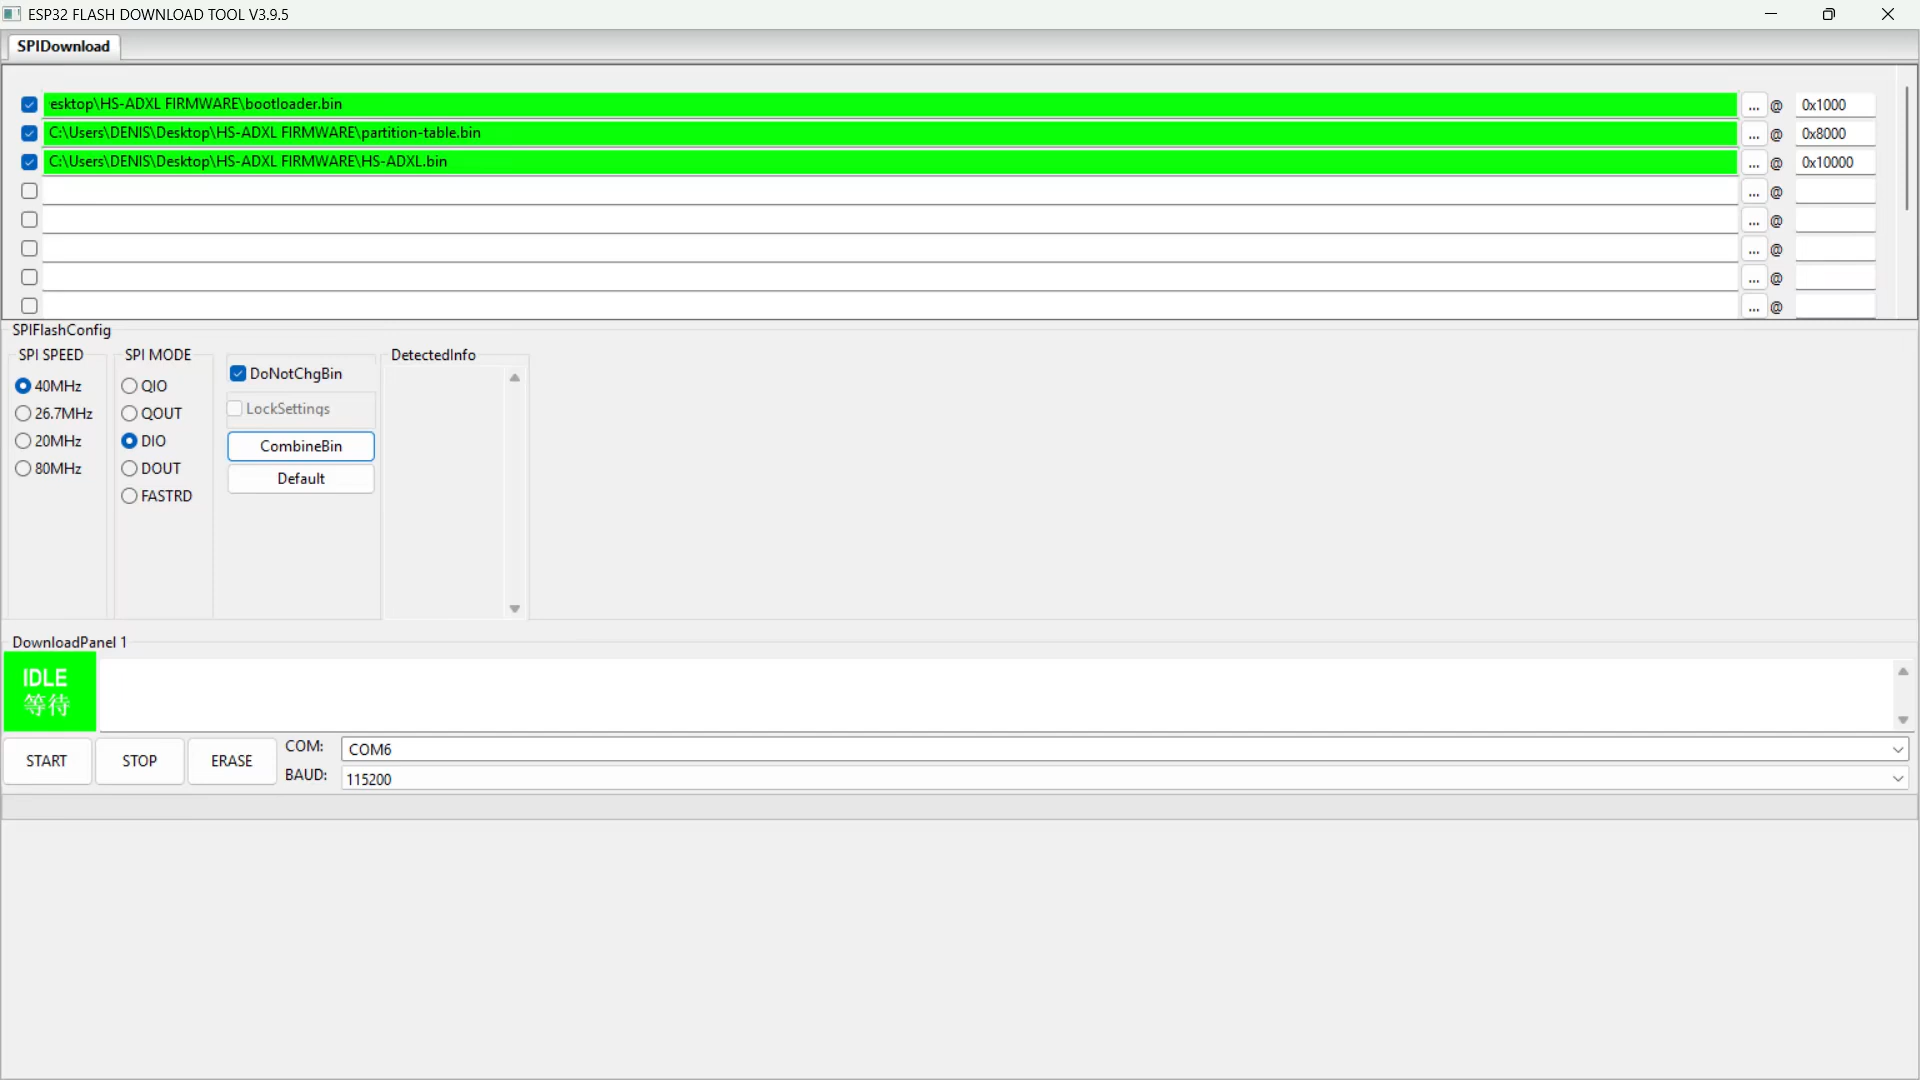 ESP32 FLASH DOWNLOAD TOOL V3.9.5
SPIDownload
esktop\HS-ADXL FIRMWARE\bootloader.bin ... @ 0x1000
C:\Users\DENIS\Desktop\HS-ADXL FIRMWARE\partition-table.bin ... @ 0x8000
C:\Users\DENIS\Desktop\HS-ADXL FIRMWARE\HS-ADXL.bin ... @ 0x10000
... @
... @
... @
... @
... @
SPIFlashConfig
SPI SPEED
40MHz
26.7MHz
20MHz
80MHz
SPI MODE
QIO
QOUT
DIO
DOUT
FASTRD
DoNotChgBin
LockSettings
CombineBin
Default
DetectedInfo
DownloadPanel 1
IDLE
等待
START STOP ERASE
COM: COM6
BAUD: 115200